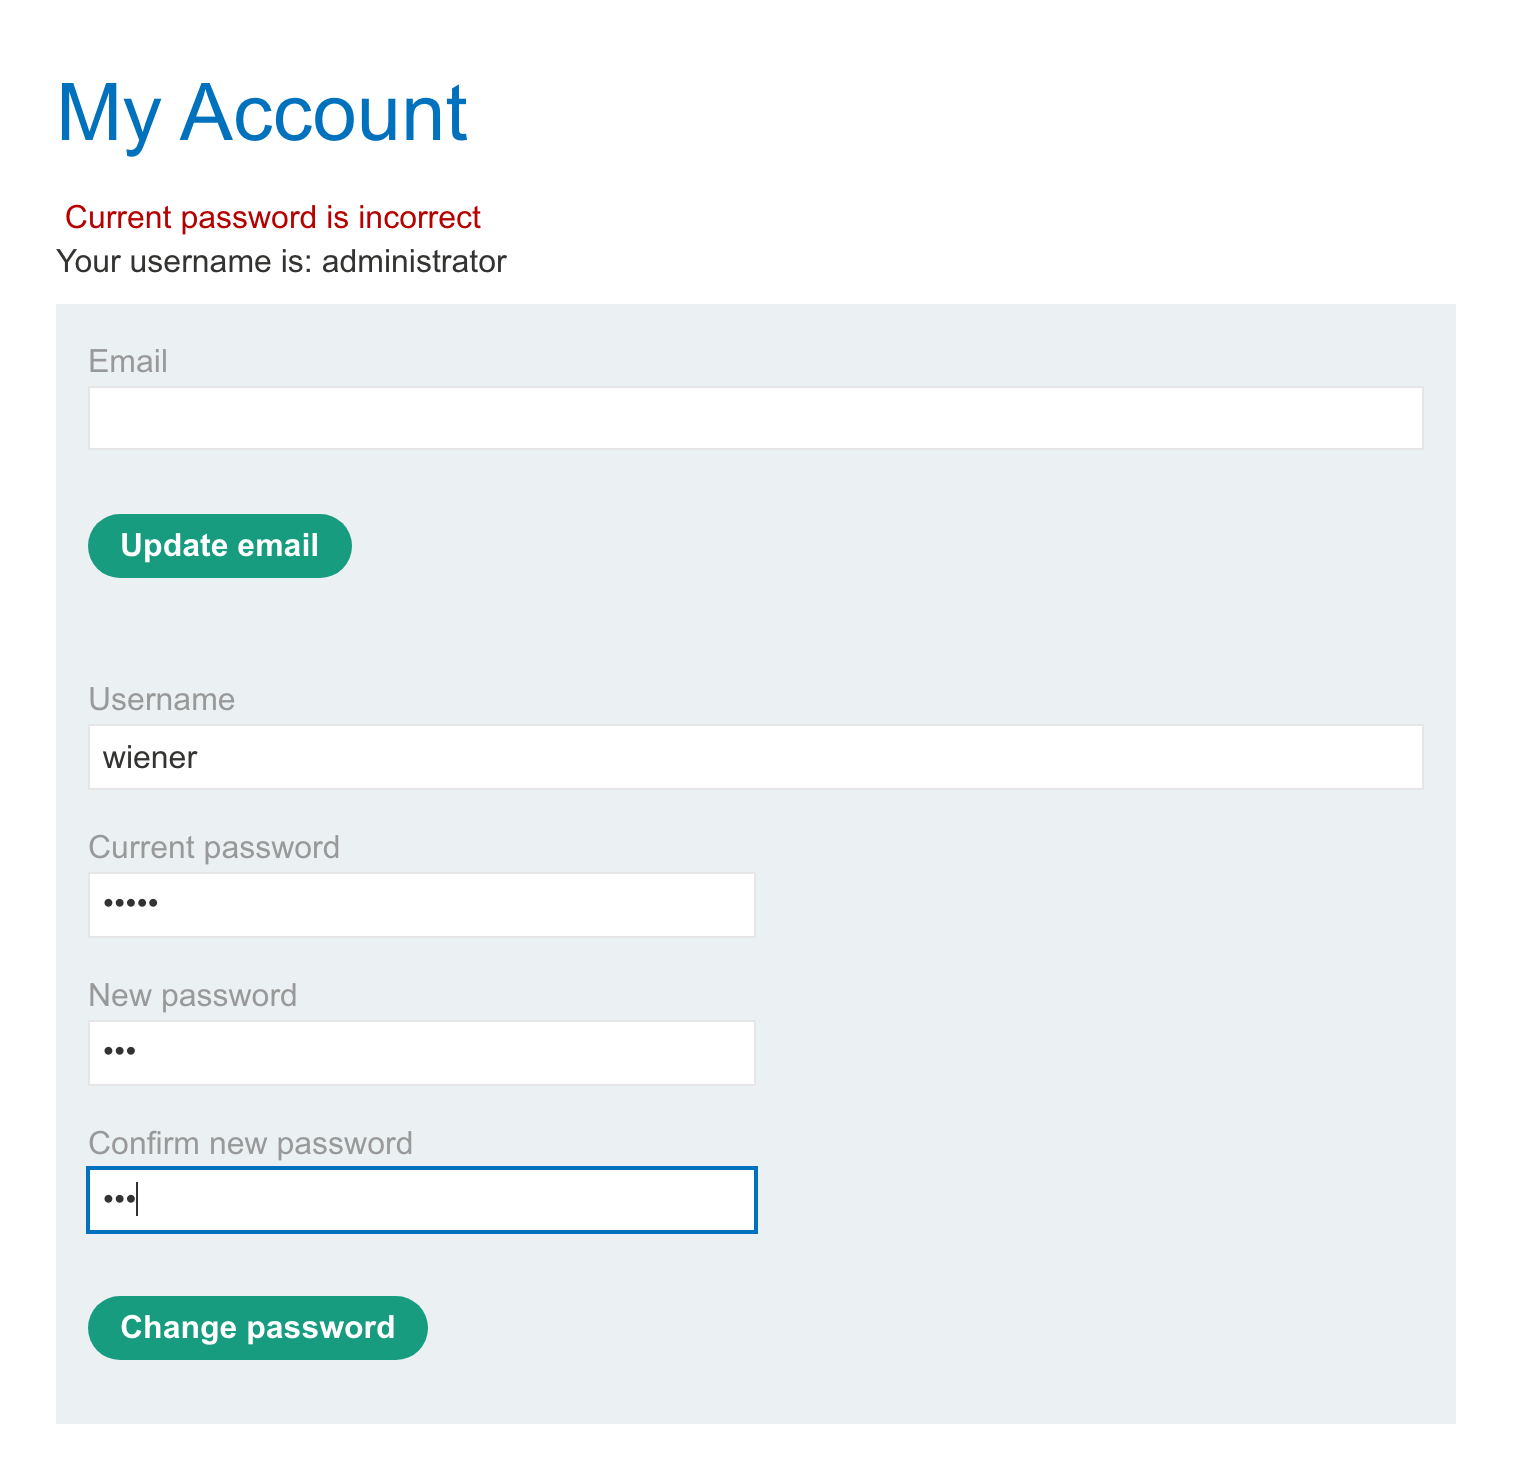 My Account
Current password is incorrect
Your username is: administrator
Email
Update email
Username
wiener
Current password
•••••
New password
•••
Confirm new password
•••
Change password